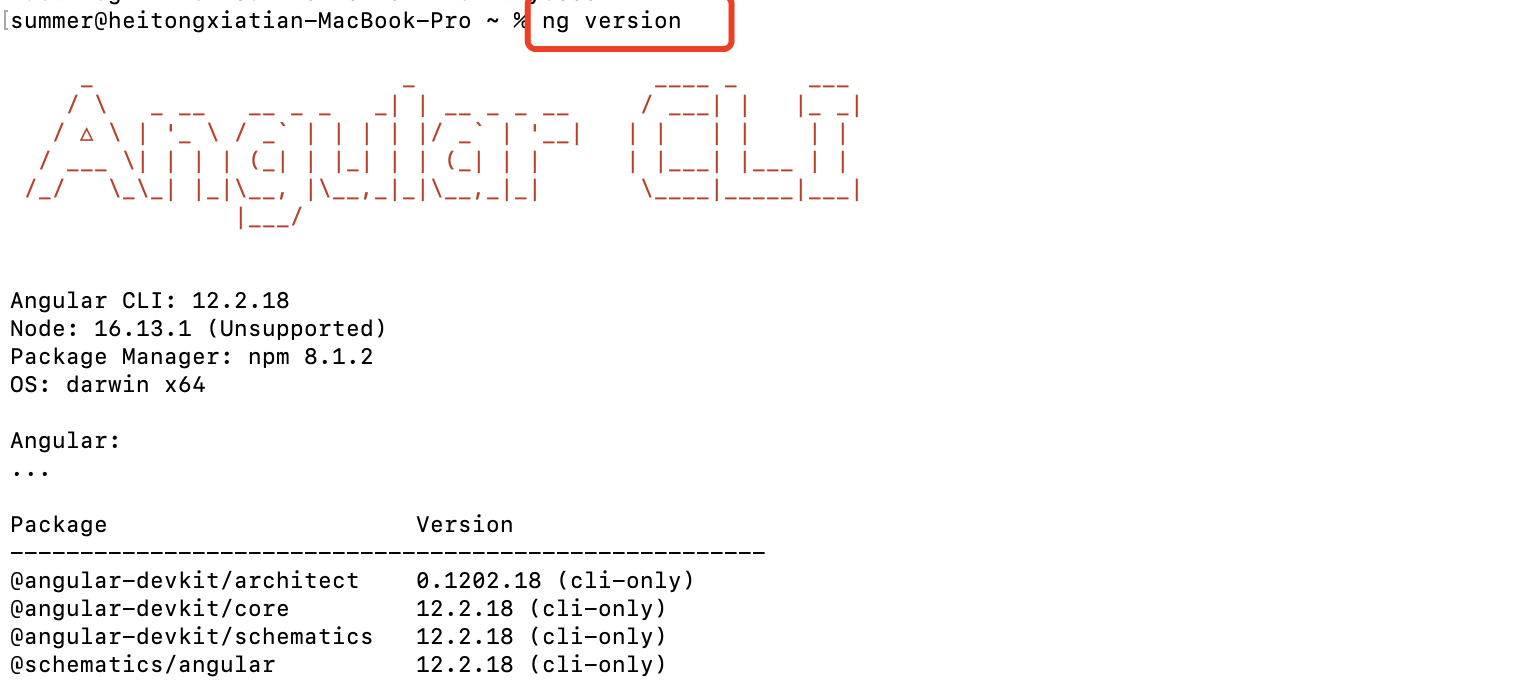 summer@heitongxiatian-MacBook-Pro ~ % ng version
Angular CLI
Angular CLI: 12.2.18
Node: 16.13.1 (Unsupported)
Package Manager: npm 8.1.2
OS: darwin x64
Angular:
...
Package Version
------------------------------------------------------
@angular-devkit/architect 0.1202.18 (cli-only)
@angular-devkit/core 12.2.18 (cli-only)
@angular-devkit/schematics 12.2.18 (cli-only)
@schematics/angular 12.2.18 (cli-only)